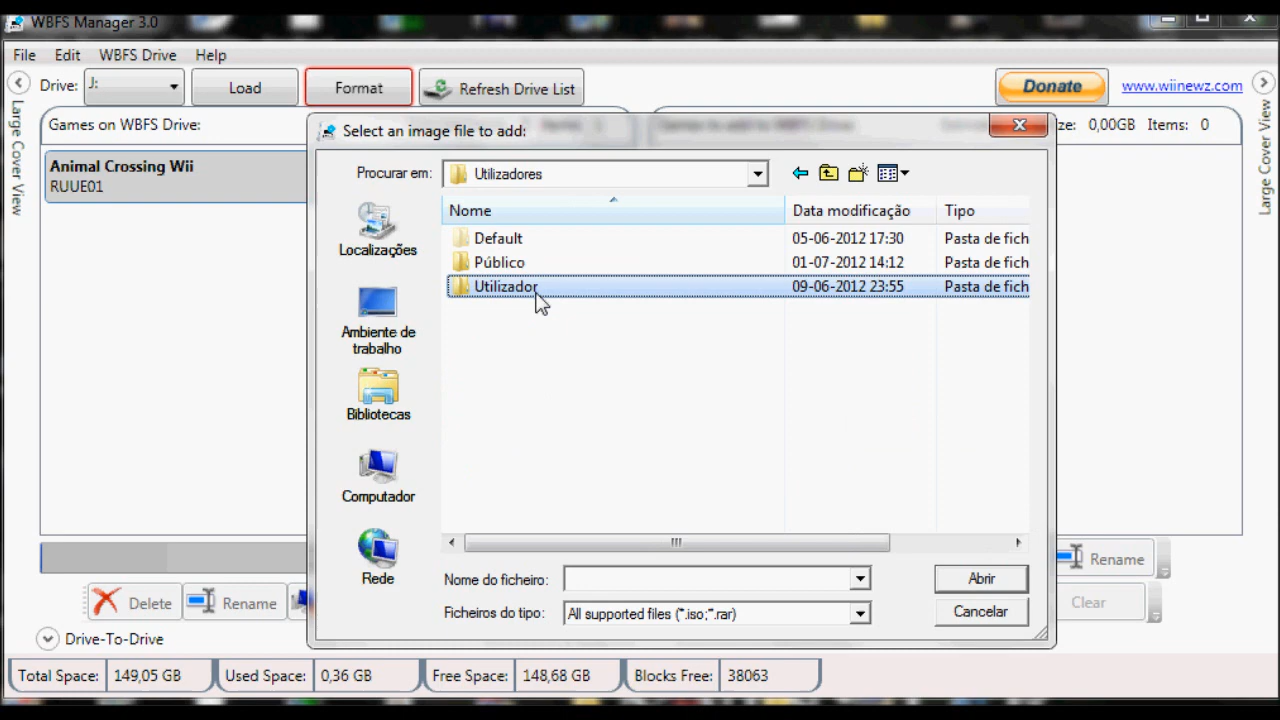 WBFS Manager 3.0
File Edit WBFS Drive Help
Drive: J: Load Format Refresh Drive List Donate www.wiinewz.com
Games on WBFS Drive:
ze: 0,00GB Items: 0
Large Cover View
Large Cover View
Animal Crossing Wii
RUUE01
Select an image file to add:
Procurar em: Utilizadores
Nome Data modificação Tipo
Default 05-06-2012 17:30 Pasta de fich
Público 01-07-2012 14:12 Pasta de fich
Utilizador 09-06-2012 23:55 Pasta de fich
Localizações
Ambiente de
trabalho
Bibliotecas
Computador
Rede
Nome do ficheiro: Abrir
Ficheiros do tipo: All supported files (*.iso;*.rar) Cancelar
Rename
Delete Rename Clear
Drive-To-Drive
Total Space: 149,05 GB Used Space: 0,36 GB Free Space: 148,68 GB Blocks Free: 38063